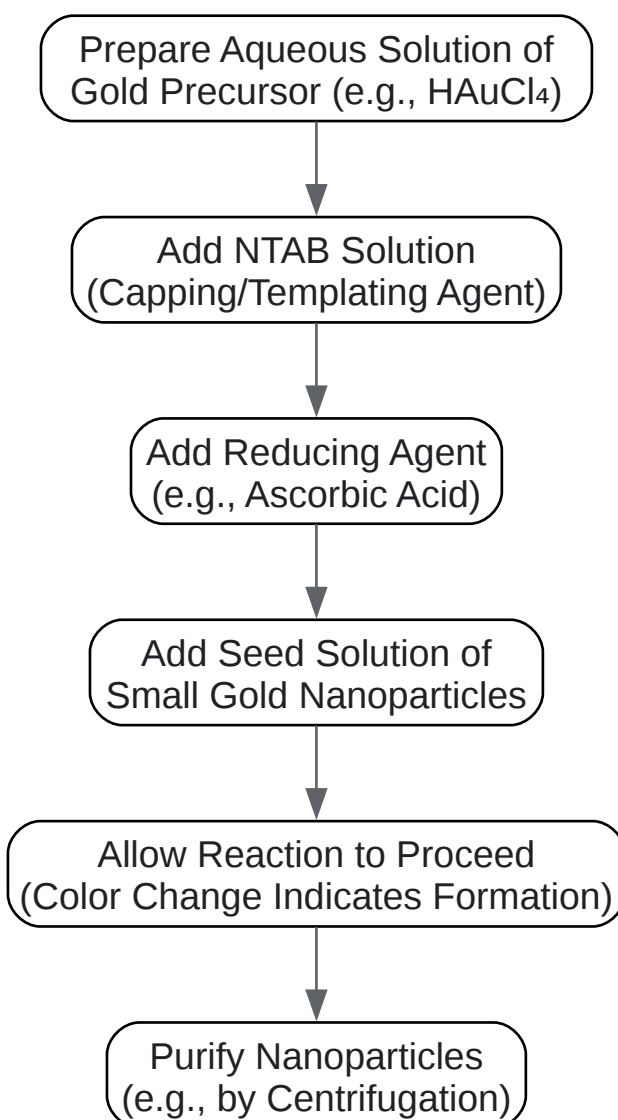 Prepare Aqueous Solution of
Gold Precursor (e.g., HAuCl₄)
Add NTAB Solution
(Capping/Templating Agent)
Add Reducing Agent
(e.g., Ascorbic Acid)
Add Seed Solution of
Small Gold Nanoparticles
Allow Reaction to Proceed
(Color Change Indicates Formation)
Purify Nanoparticles
(e.g., by Centrifugation)